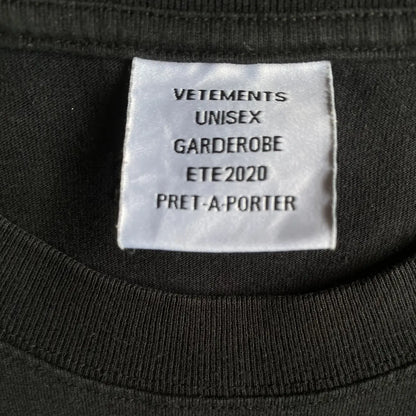 VETEMENTS
UNISEX
GARDEROBE
ETE2020
PRET-A-PORTER